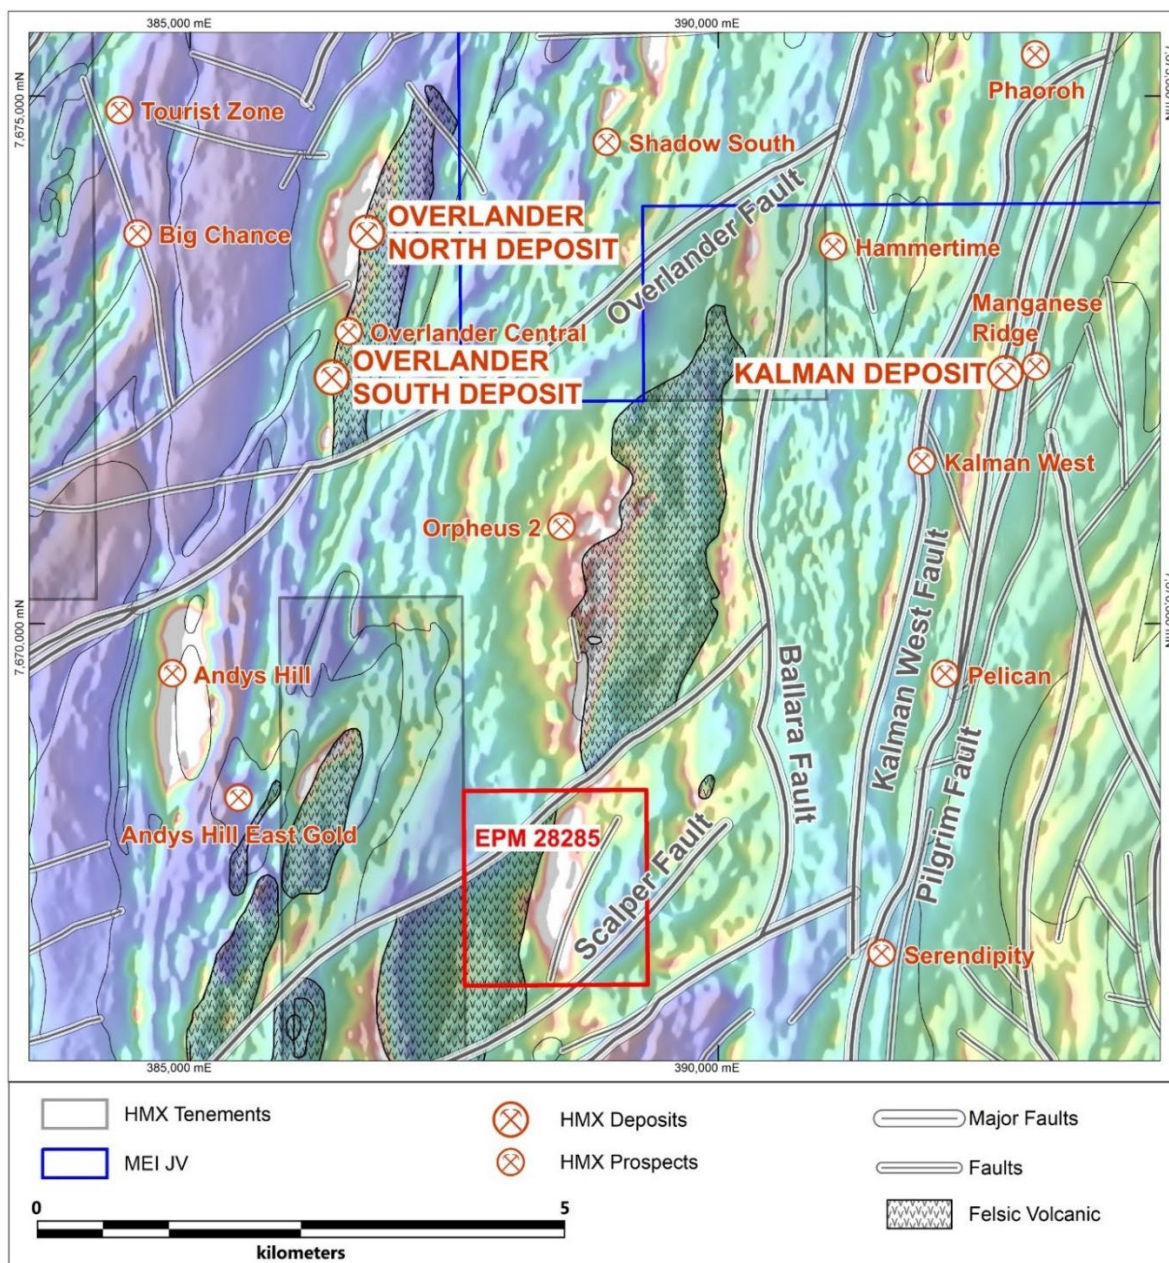 385,000 mE
390,000 mE
7,675,000 mN
Phaoroh
Tourist Zone
Shadow South
OVERLANDER
NORTH DEPOSIT
Big Chance
Overlander Fault
Hammertime
Manganese
Ridge
Overlander Central
OVERLANDER
SOUTH DEPOSIT
KALMAN DEPOSIT
Kalman West
Orpheus 2
7,670,000 mN
Andys Hill
Ballara Fault
Kalman West Fault
Pelican
Pilgrim Fault
Andys Hill East Gold
EPM 28285
Scalper Fault
Serendipity
385,000 mE
390,000 mE
HMX Tenements
MEI JV
HMX Deposits
HMX Prospects
Major Faults
Faults
Felsic Volcanic
0
5
kilometers